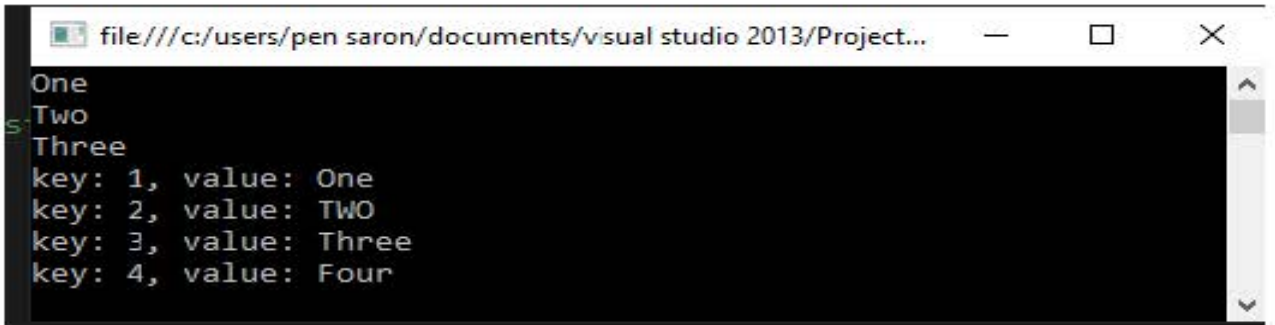 file:///c:/users/pen saron/documents/visual studio 2013/Project...
One
Two
Three
key: 1, value: One
key: 2, value: TWO
key: 3, value: Three
key: 4, value: Four